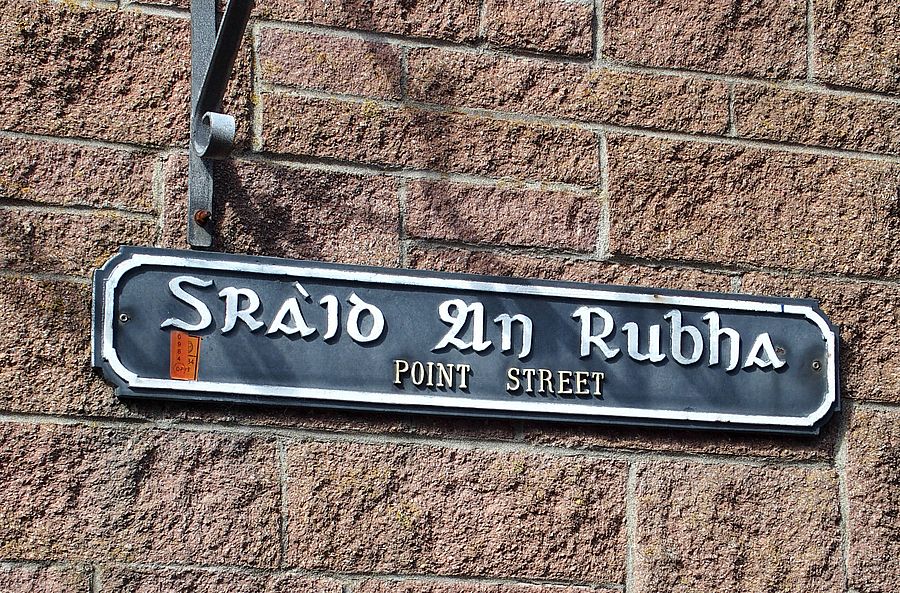 Sràid An Rubha
POINT STREET